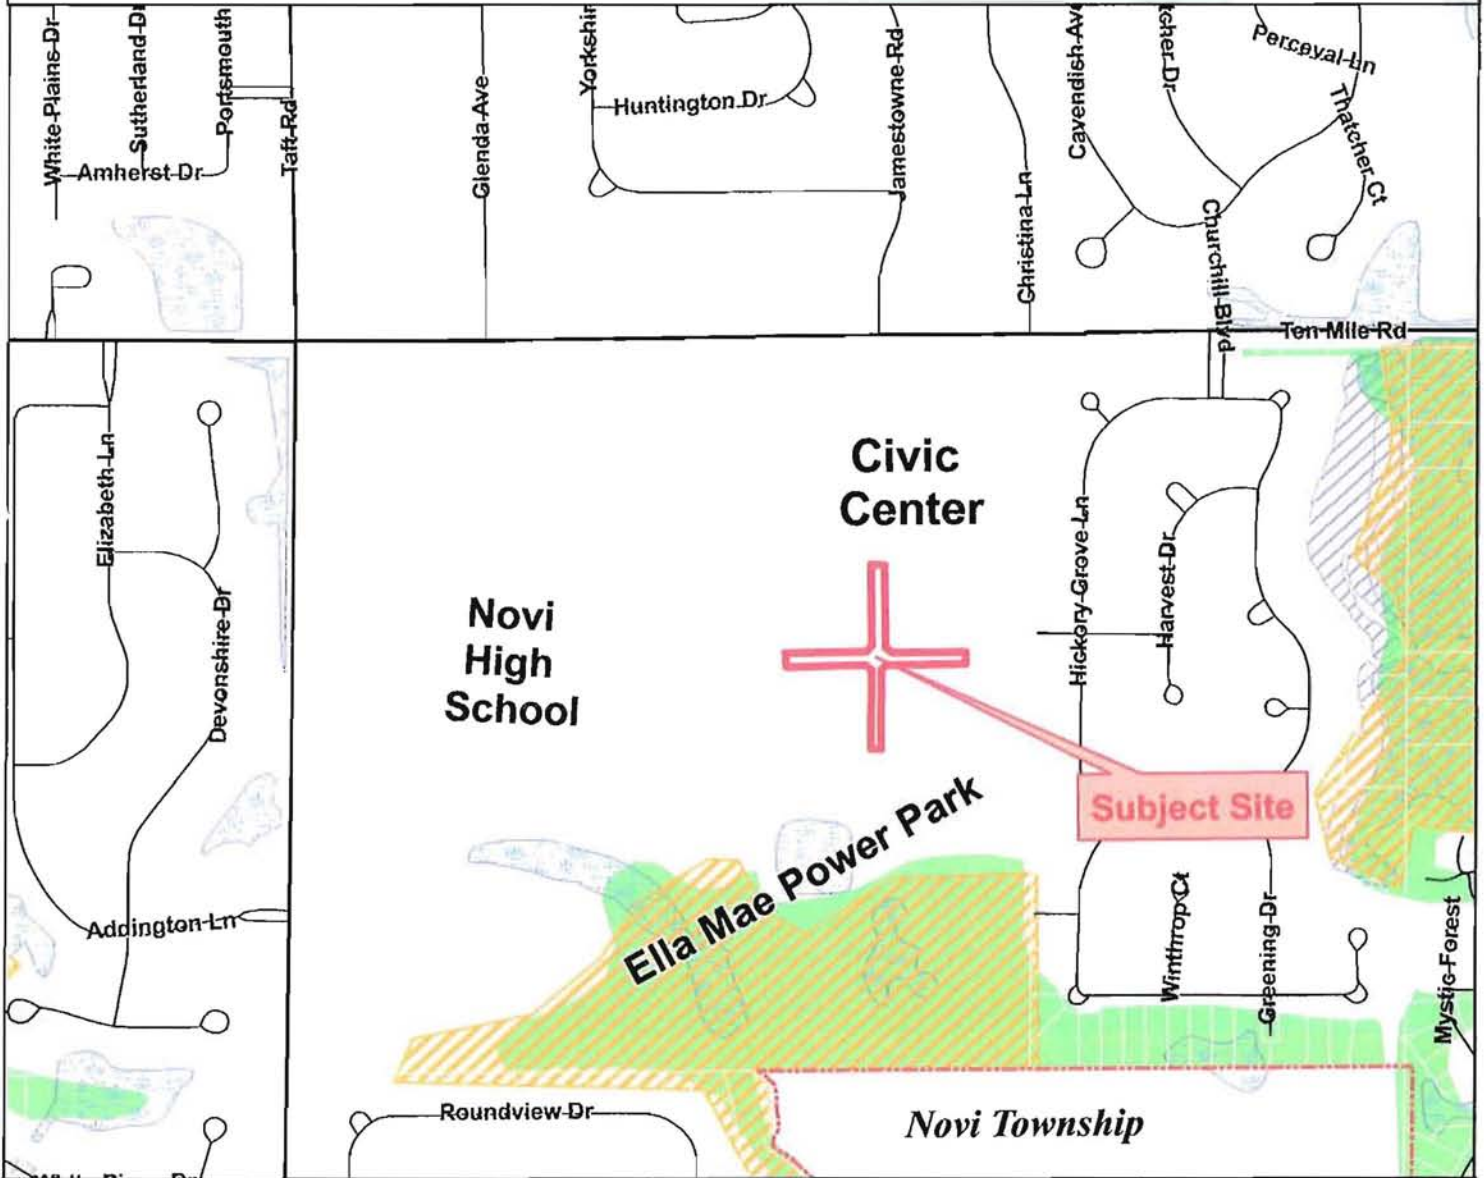 White Plains Dr
Sutherland Dr
Portsmouth
Taft Rd
Amherst Dr
Glenda Ave
Huntington Dr
Jamestowne Rd
Christina Ln
Cavendish Ave
Perceval Ln
Thatcher Ct
Churchill Blvd
Ten Mile Rd
Elizabeth Ln
Devonshire Dr
Civic
Center
Novi
High
School
Hickory Grove Ln
Harvest Dr
Subject Site
Ella Mae Power Park
Addington Ln
Winthrop Ct
Greening Dr
Mystic Forest
Roundview Dr
Novi Township